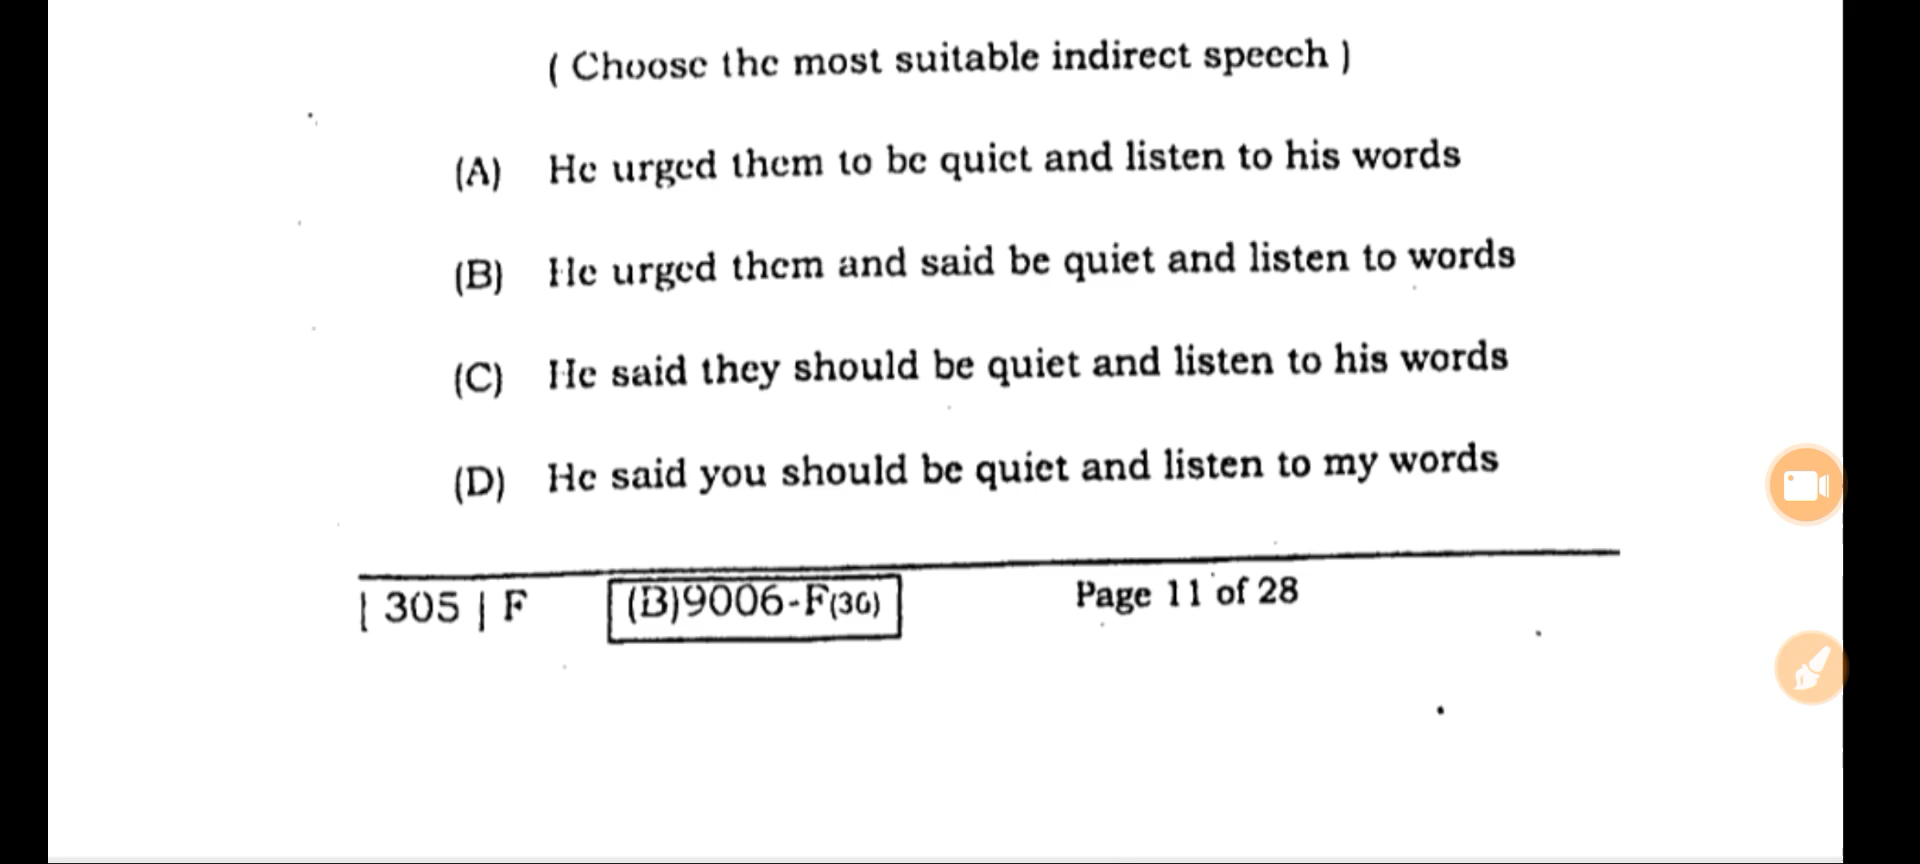 ( Choose the most suitable indirect speech )
(A) He urged them to be quiet and listen to his words
(B) He urged them and said be quiet and listen to words
(C) He said they should be quiet and listen to his words
(D) He said you should be quiet and listen to my words
| 305 | F (B)9006-F(36) Page 11 of 28